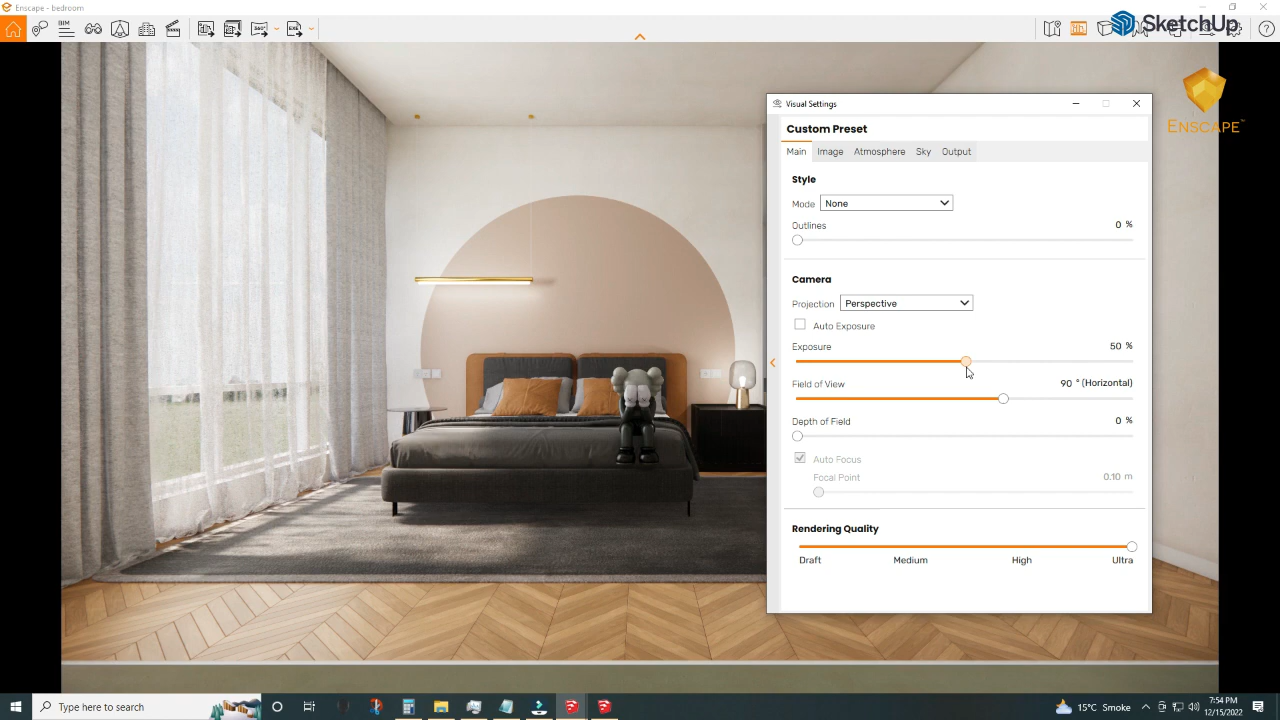 Enscape - bedroom
SketchUp
ENSCAPE™
Visual Settings
Custom Preset
Main Image Atmosphere Sky Output
Style
Mode None
Outlines 0 %
Camera
Projection Perspective
Auto Exposure
Exposure 50 %
Field of View 90 ° (Horizontal)
Depth of Field 0 %
Auto Focus
Focal Point 0.10 m
Rendering Quality
Draft Medium High Ultra
Type here to search
15°C Smoke
7:54 PM
12/15/2022